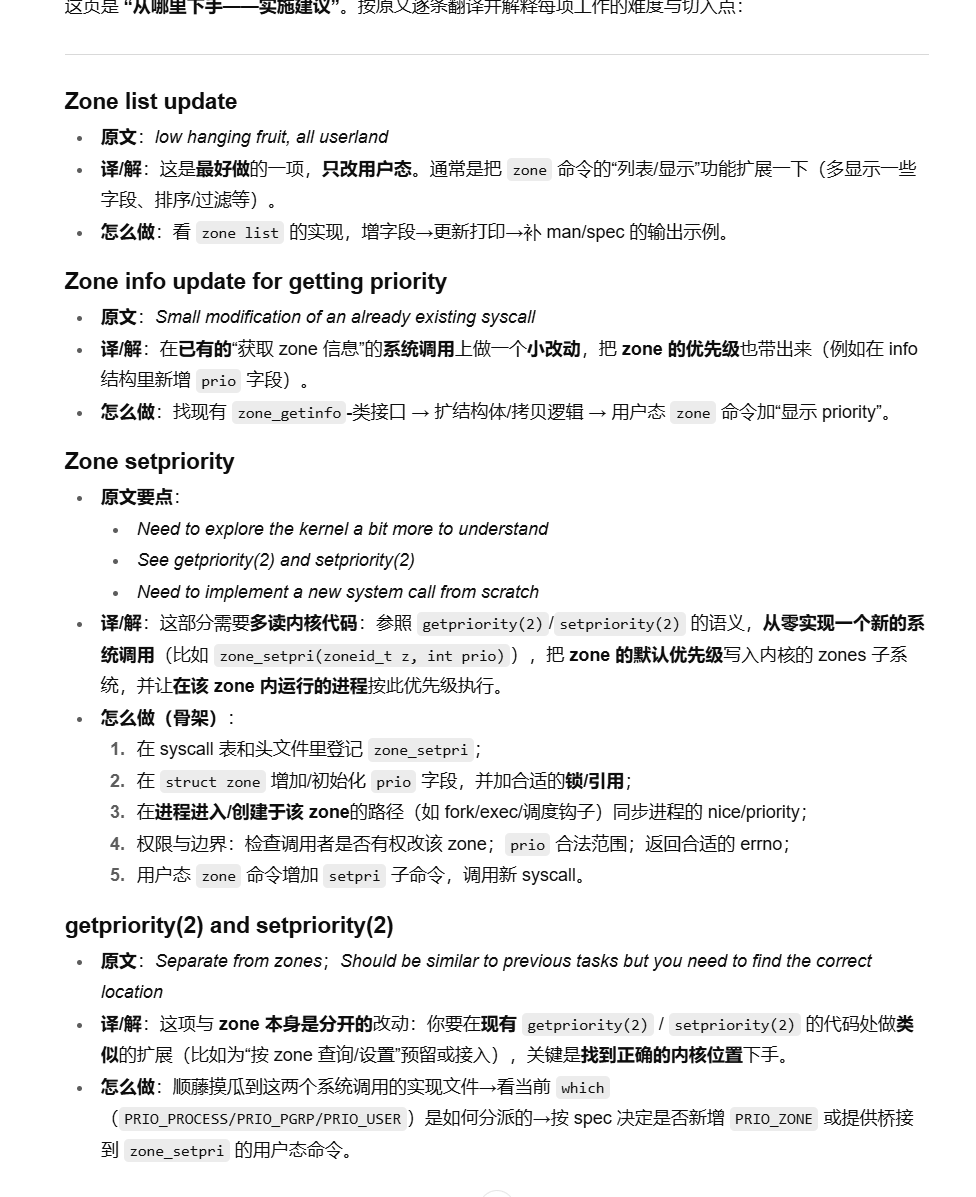 这页是 “从哪里下手——实施建议”。按原文逐条翻译并解释每项工作的难度与切入点：
Zone list update
• 原文：low hanging fruit, all userland
• 译/解：这是最好做的一项，只改用户态。通常是把 zone 命令的“列表/显示”功能扩展一下（多显示一些
字段、排序/过滤等）。
• 怎么做：看 zone list 的实现，增字段→更新打印→补 man/spec 的输出示例。
Zone info update for getting priority
• 原文：Small modification of an already existing syscall
• 译/解：在已有的“获取 zone 信息”的系统调用上做一个小改动，把 zone 的优先级也带出来（例如在 info
结构里新增 prio 字段）。
• 怎么做：找现有 zone_getinfo-类接口 → 扩结构体/拷贝逻辑 → 用户态 zone 命令加“显示 priority”。
Zone setpriority
• 原文要点：
• Need to explore the kernel a bit more to understand
• See getpriority(2) and setpriority(2)
• Need to implement a new system call from scratch
• 译/解：这部分需要多读内核代码：参照 getpriority(2)/setpriority(2) 的语义，从零实现一个新的系
统调用（比如 zone_setpri(zoneid_t z, int prio)），把 zone 的默认优先级写入内核的 zones 子系
统，并让在该 zone 内运行的进程按此优先级执行。
• 怎么做（骨架）：
1. 在 syscall 表和头文件里登记 zone_setpri；
2. 在 struct zone 增加/初始化 prio 字段，并加合适的锁/引用；
3. 在进程进入/创建于该 zone的路径（如 fork/exec/调度钩子）同步进程的 nice/priority；
4. 权限与边界：检查调用者是否有权改该 zone；prio 合法范围；返回合适的 errno；
5. 用户态 zone 命令增加 setpri 子命令，调用新 syscall。
getpriority(2) and setpriority(2)
• 原文：Separate from zones；Should be similar to previous tasks but you need to find the correct
location
• 译/解：这项与 zone 本身是分开的改动：你要在现有 getpriority(2) / setpriority(2) 的代码处做类
似的扩展（比如为“按 zone 查询/设置”预留或接入），关键是找到正确的内核位置下手。
• 怎么做：顺藤摸瓜到这两个系统调用的实现文件→看当前 which
（PRIO_PROCESS/PRIO_PGRP/PRIO_USER）是如何分派的→按 spec 决定是否新增 PRIO_ZONE 或提供桥接
到 zone_setpri 的用户态命令。